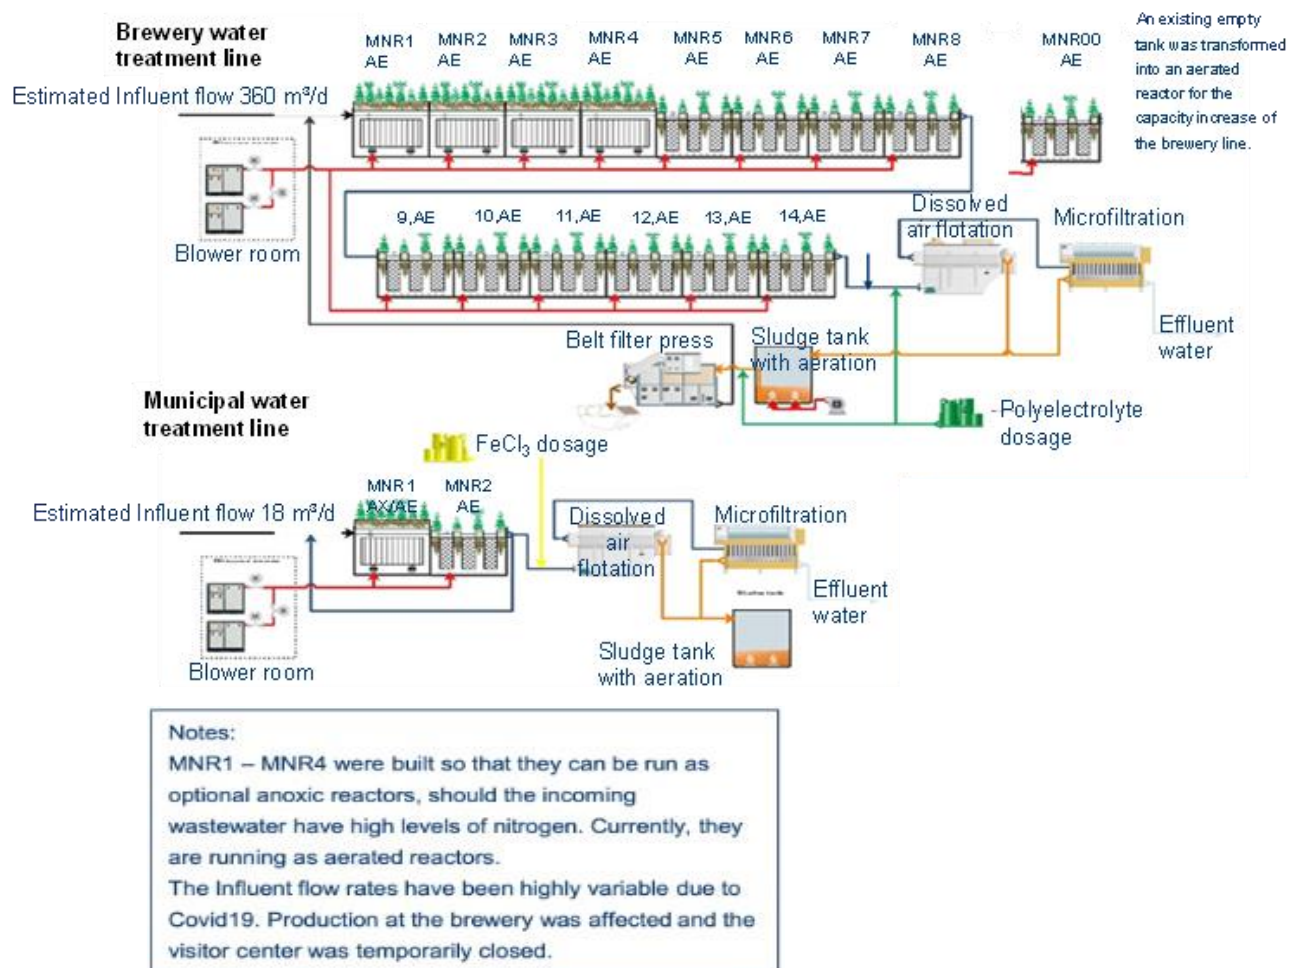 Brewery water
treatment line
Estimated Influent flow 360 m³/d
MNR1
AE
MNR2
AE
MNR3
AE
MNR4
AE
MNR5
AE
MNR6
AE
MNR7
AE
MNR8
AE
MNR00
AE
An existing empty
tank was transformed
into an aerated
reactor for the
capacity increase of
the brewery line.
Blower room
9,AE
10,AE
11,AE
12,AE
13,AE
14,AE
Dissolved
air flotation
Microfiltration
Effluent
water
Belt filter press
Sludge tank
with aeration
-Polyelectrolyte
dosage
Municipal water
treatment line
FeCl₃ dosage
Estimated Influent flow 18 m³/d
MNR1
AX/AE
MNR2
AE
Dissolved
air
flotation
Microfiltration
Effluent
water
Blower room
Sludge tank
with aeration
Notes:
MNR1 – MNR4 were built so that they can be run as
optional anoxic reactors, should the incoming
wastewater have high levels of nitrogen. Currently, they
are running as aerated reactors.
The Influent flow rates have been highly variable due to
Covid19. Production at the brewery was affected and the
visitor center was temporarily closed.